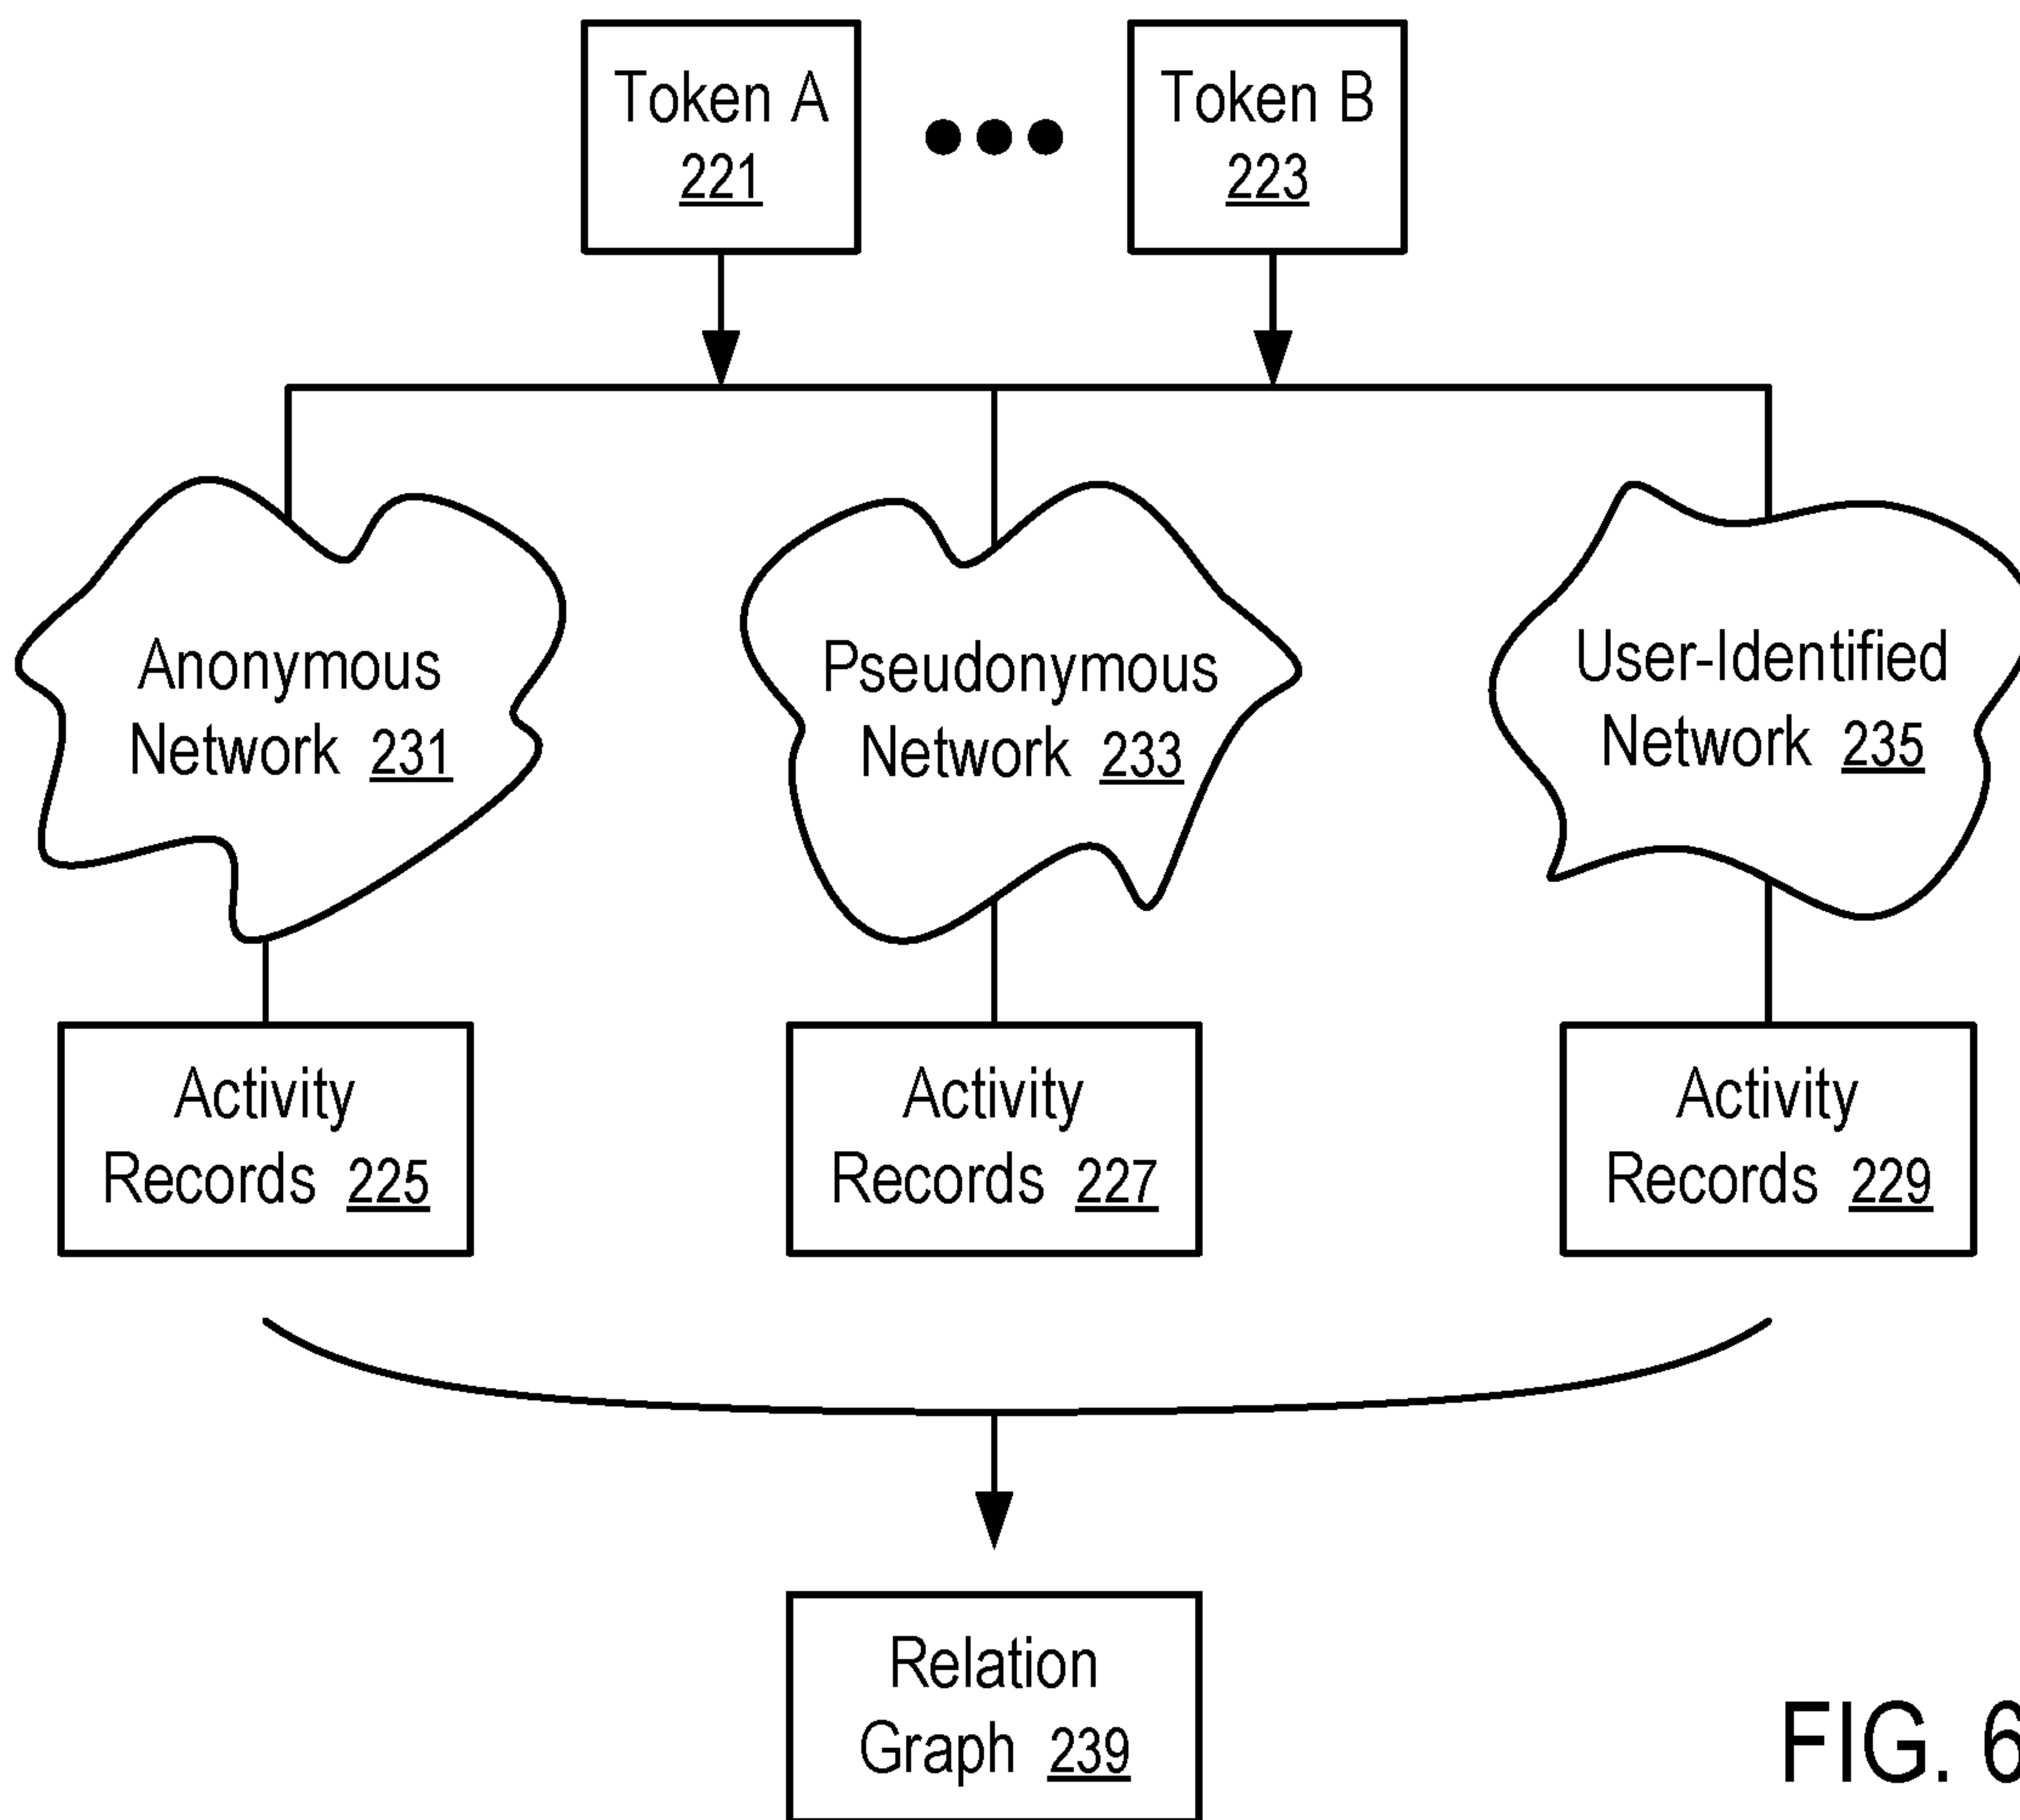 Token A
221
Token B
223
Anonymous
Network 231
Pseudonymous
Network 233
User-Identified
Network 235
Activity
Records 225
Activity
Records 227
Activity
Records 229
Relation
Graph 239
FIG. 6